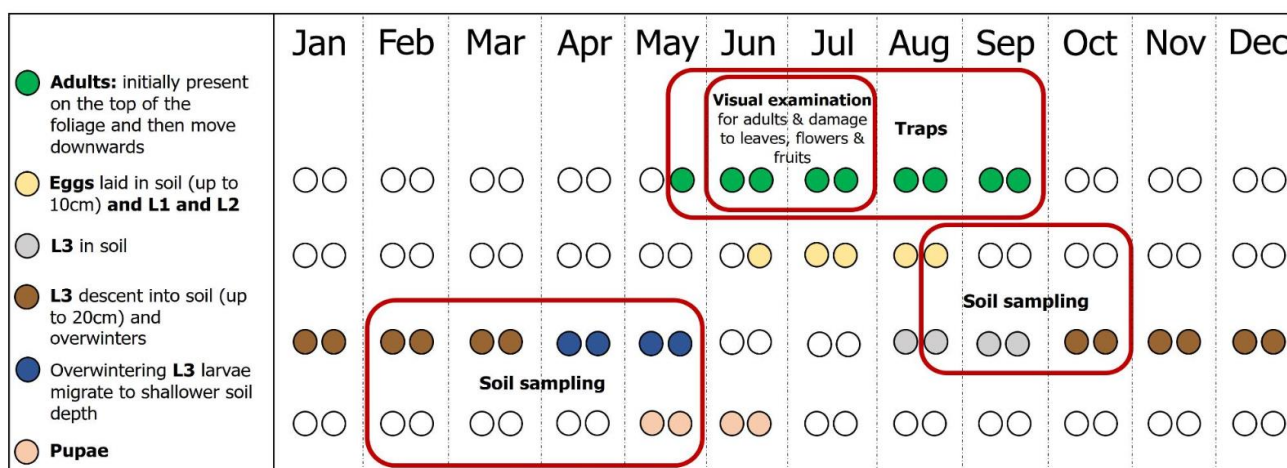 Jan Feb Mar Apr May Jun Jul Aug Sep Oct Nov Dec
Adults: initially present
on the top of the
foliage and then move
downwards
Eggs laid in soil (up to
10cm) and L1 and L2
L3 in soil
L3 descent into soil (up
to 20cm) and
overwinters
Overwintering L3 larvae
migrate to shallower soil
depth
Pupae
Visual examination
for adults & damage
to leaves, flowers &
fruits
Traps
Soil sampling
Soil sampling